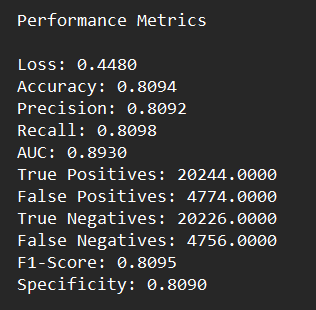 Performance Metrics
Loss: 0.4480
Accuracy: 0.8094
Precision: 0.8092
Recall: 0.8098
AUC: 0.8930
True Positives: 20244.0000
False Positives: 4774.0000
True Negatives: 20226.0000
False Negatives: 4756.0000
F1-Score: 0.8095
Specificity: 0.8090